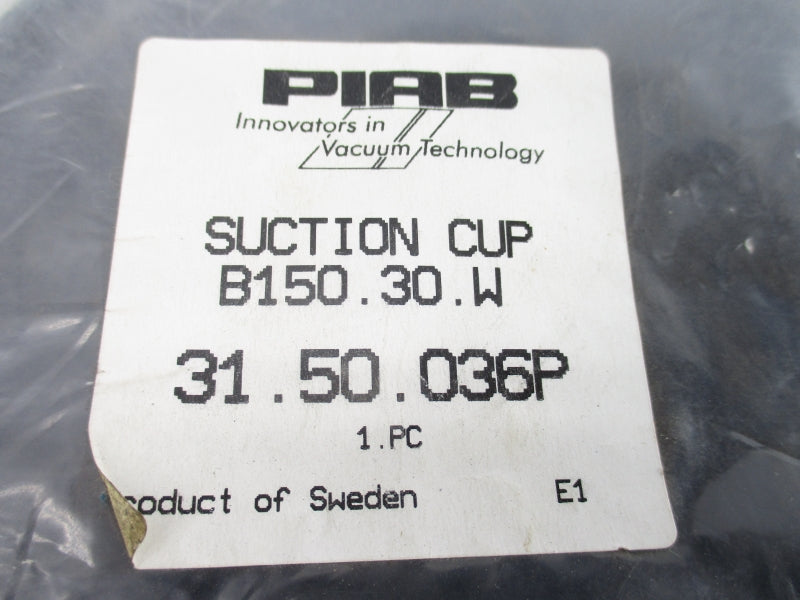 PIAB
Innovators in
Vacuum Technology
SUCTION CUP
B150.30.W
31.50.036P
1.PC
roduct of Sweden E1